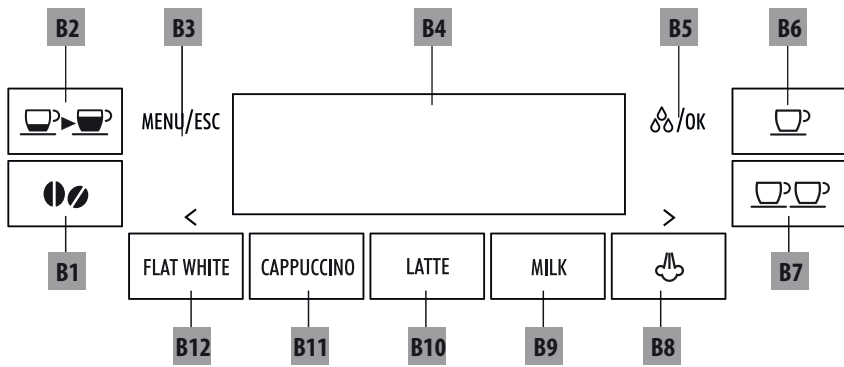 B2 B3 B4 B5 B6
MENU/ESC /OK
< >
B1 B7
FLAT WHITE CAPPUCCINO LATTE MILK
B12 B11 B10 B9 B8